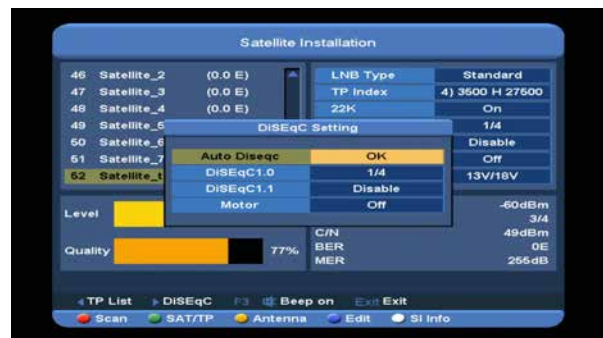 Satellite Installation
46 Satellite_2 (0.0 E)
47 Satellite_3 (0.0 E)
48 Satellite_4 (0.0 E)
49 Satellite_5
50 Satellite_6
51 Satellite_7
52 Satellite_t
LNB Type Standard
TP Index 4) 3500 H 27500
22K On
1/4
Disable
Off
13V/18V
DiSEqC Setting
Auto Diseqc OK
DiSEqC1.0 1/4
DiSEqC1.1 Disable
Motor Off
Level
Quality 77%
-60dBm
3/4
C/N 49dBm
BER 0E
MER 255dB
TP List DiSEqC F3 Beep on Exit Exit
Scan SAT/TP Antenna Edit SI Info